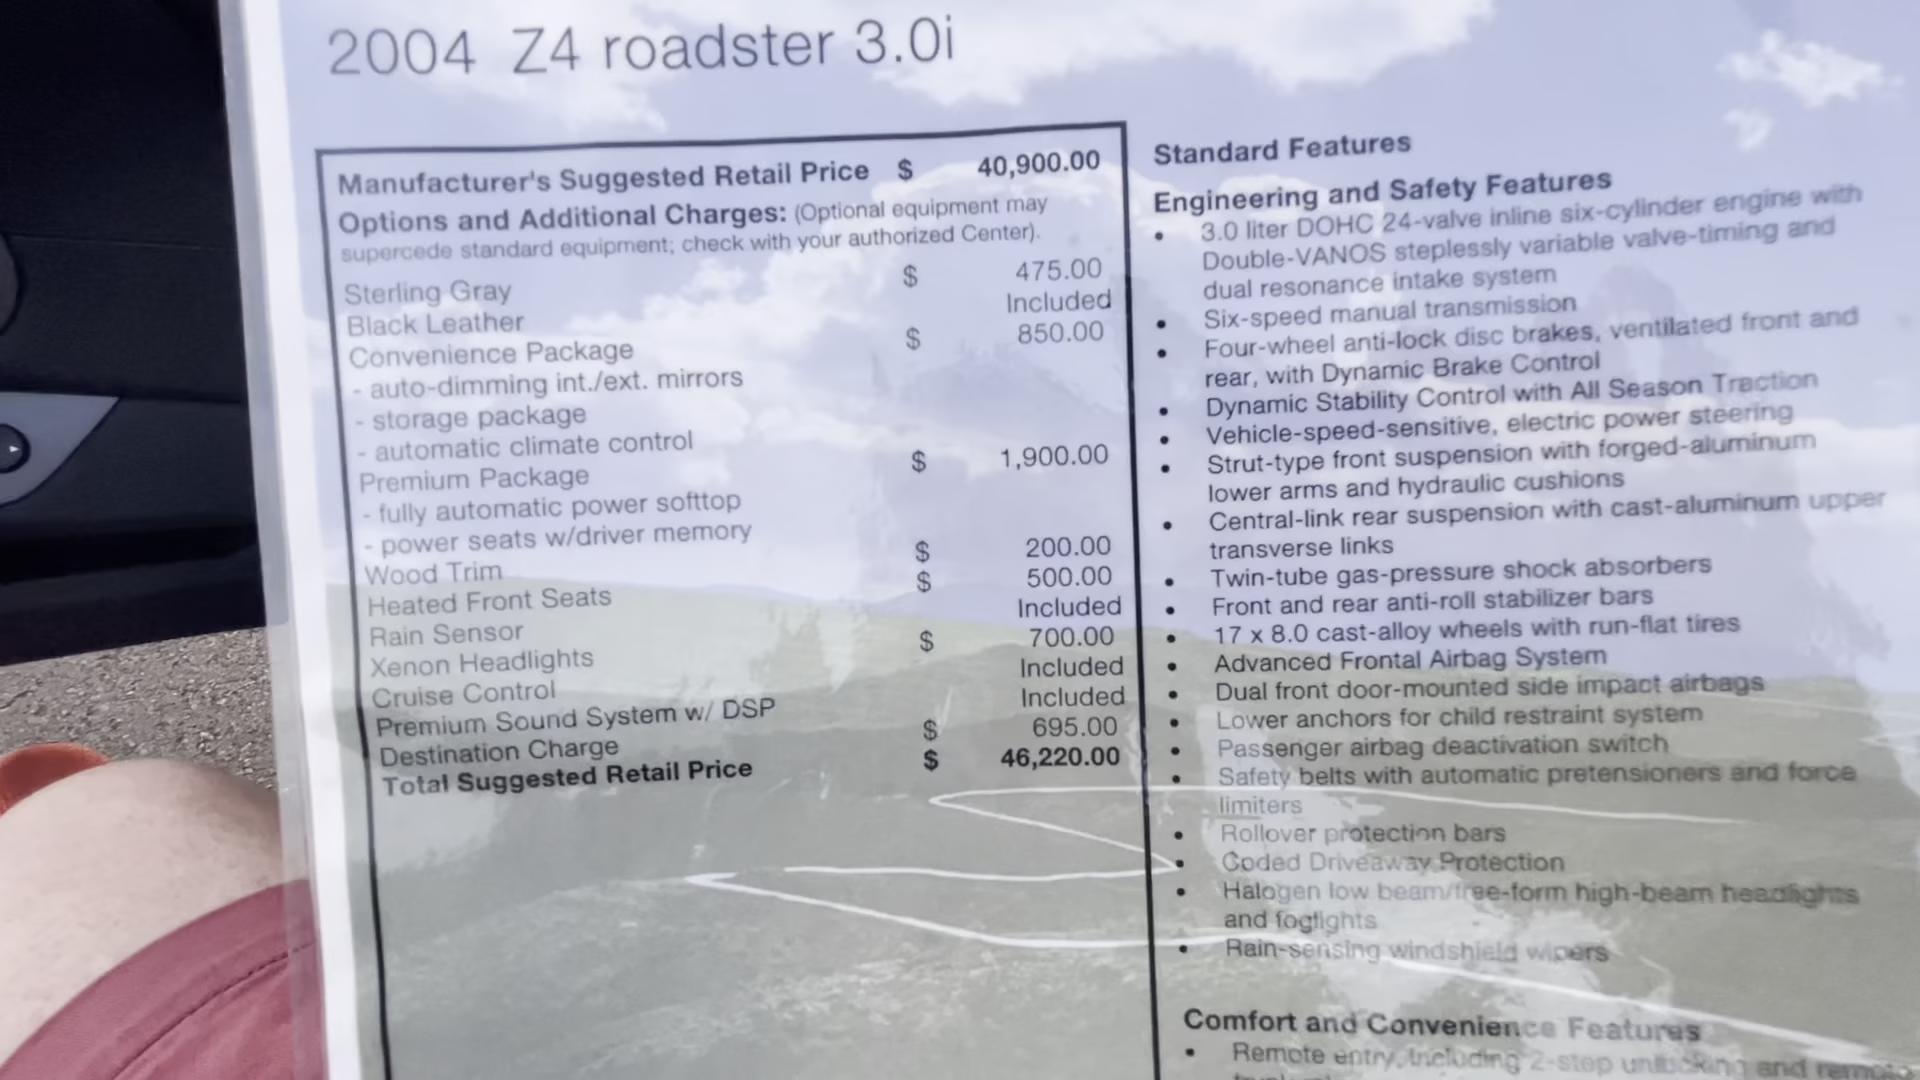 2004 Z4 roadster 3.0i
Manufacturer's Suggested Retail Price $ 40,900.00
Options and Additional Charges: (Optional equipment may
supercede standard equipment; check with your authorized Center).
Sterling Gray $ 475.00
Black Leather Included
Convenience Package $ 850.00
- auto-dimming int./ext. mirrors
- storage package
- automatic climate control
Premium Package $ 1,900.00
- fully automatic power softtop
- power seats w/driver memory
Wood Trim $ 200.00
Heated Front Seats $ 500.00
Rain Sensor Included
Xenon Headlights $ 700.00
Cruise Control Included
Premium Sound System w/ DSP Included
Destination Charge $ 695.00
Total Suggested Retail Price $ 46,220.00
Standard Features
Engineering and Safety Features
• 3.0 liter DOHC 24-valve inline six-cylinder engine with
Double-VANOS steplessly variable valve-timing and
dual resonance intake system
• Six-speed manual transmission
• Four-wheel anti-lock disc brakes, ventilated front and
rear, with Dynamic Brake Control
• Dynamic Stability Control with All Season Traction
• Vehicle-speed-sensitive, electric power steering
• Strut-type front suspension with forged-aluminum
lower arms and hydraulic cushions
• Central-link rear suspension with cast-aluminum upper
transverse links
• Twin-tube gas-pressure shock absorbers
• Front and rear anti-roll stabilizer bars
• 17 x 8.0 cast-alloy wheels with run-flat tires
• Advanced Frontal Airbag System
• Dual front door-mounted side impact airbags
• Lower anchors for child restraint system
• Passenger airbag deactivation switch
• Safety belts with automatic pretensioners and force
limiters
• Rollover protection bars
• Coded Driveaway Protection
• Halogen low beam/free-form high-beam headlights
and foglights
• Rain-sensing windshield wipers
Comfort and Convenience Features
• Remote entry, including 2-step unlocking and remote